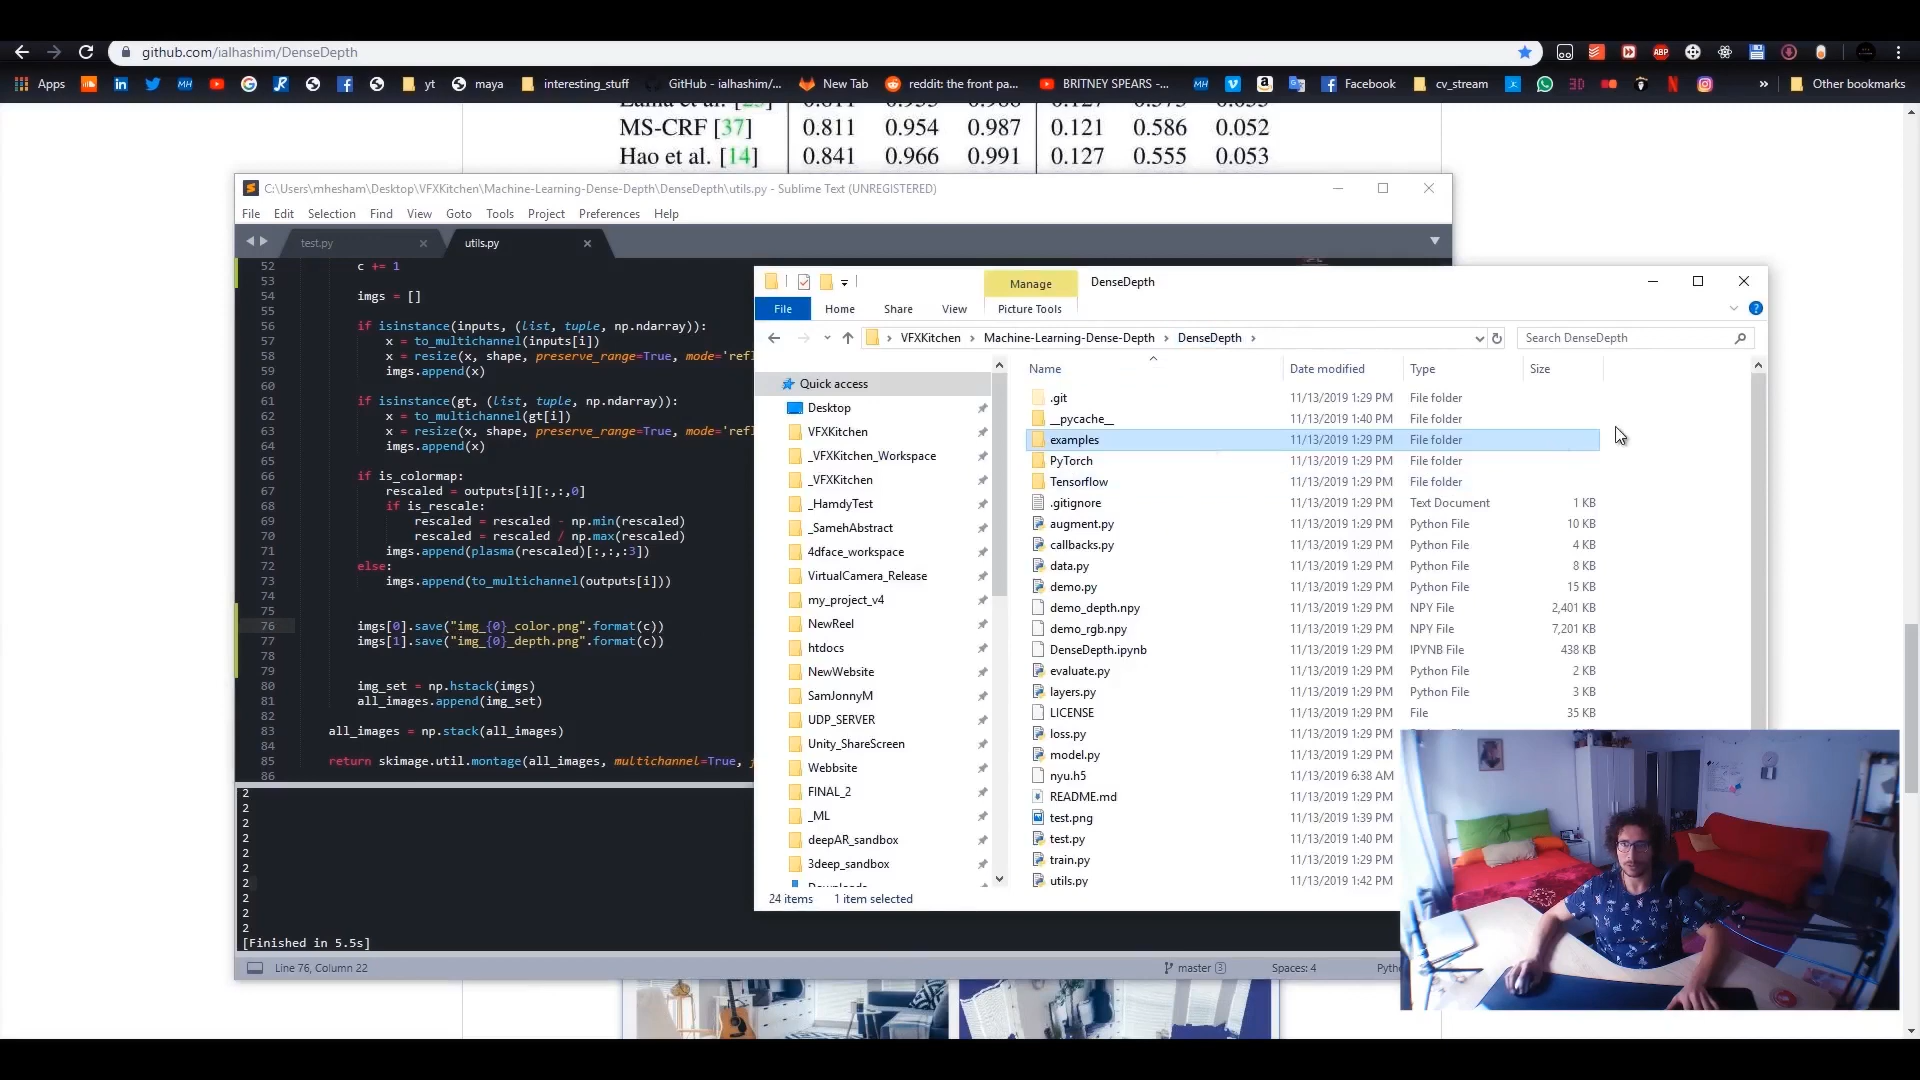 github.com/ialhashim/DenseDepth
Apps
yt
maya
interesting_stuff
GitHub - ialhashim/...
New Tab
reddit: the front pa...
BRITNEY SPEARS -...
Facebook
cv_stream
»
Other bookmarks
MS-CRF [37] 0.811 0.954 0.987 0.121 0.586 0.052
Hao et al. [14] 0.841 0.966 0.991 0.127 0.555 0.053
C:\Users\mhesham\Desktop\VFXKitchen\Machine-Learning-Dense-Depth\DenseDepth\utils.py - Sublime Text (UNREGISTERED)
File Edit Selection Find View Goto Tools Project Preferences Help
test.py
utils.py
52 c += 1
53
54 imgs = []
55
56 if isinstance(inputs, (list, tuple, np.ndarray)):
57 x = to_multichannel(inputs[i])
58 x = resize(x, shape, preserve_range=True, mode='refl
59 imgs.append(x)
60
61 if isinstance(gt, (list, tuple, np.ndarray)):
62 x = to_multichannel(gt[i])
63 x = resize(x, shape, preserve_range=True, mode='refl
64 imgs.append(x)
65
66 if is_colormap:
67 rescaled = outputs[i][:,:,0]
68 if is_rescale:
69 rescaled = rescaled - np.min(rescaled)
70 rescaled = rescaled / np.max(rescaled)
71 imgs.append(plasma(rescaled)[:,:,:3])
72 else:
73 imgs.append(to_multichannel(outputs[i]))
74
75
76 imgs[0].save("img_{0}_color.png".format(c))
77 imgs[1].save("img_{0}_depth.png".format(c))
78
79
80 img_set = np.hstack(imgs)
81 all_images.append(img_set)
82
83 all_images = np.stack(all_images)
84
85 return skimage.util.montage(all_images, multichannel=True,
86
2
2
2
2
2
2
2
2
2
2
[Finished in 5.5s]
Line 76, Column 22
master 3
Spaces: 4
Pyth
Manage
DenseDepth
File Home Share View Picture Tools
VFXKitchen > Machine-Learning-Dense-Depth > DenseDepth >
Search DenseDepth
Quick access
Desktop
VFXKitchen
_VFXKitchen_Workspace
_VFXKitchen
_HamdyTest
_SamehAbstract
4dface_workspace
VirtualCamera_Release
my_project_v4
NewReel
htdocs
NewWebsite
SamJonnyM
UDP_SERVER
Unity_ShareScreen
Webbsite
FINAL_2
_ML
deepAR_sandbox
3deep_sandbox
Name Date modified Type Size
.git 11/13/2019 1:29 PM File folder
__pycache__ 11/13/2019 1:40 PM File folder
examples 11/13/2019 1:29 PM File folder
PyTorch 11/13/2019 1:29 PM File folder
Tensorflow 11/13/2019 1:29 PM File folder
.gitignore 11/13/2019 1:29 PM Text Document 1 KB
augment.py 11/13/2019 1:29 PM Python File 10 KB
callbacks.py 11/13/2019 1:29 PM Python File 4 KB
data.py 11/13/2019 1:29 PM Python File 8 KB
demo.py 11/13/2019 1:29 PM Python File 15 KB
demo_depth.npy 11/13/2019 1:29 PM NPY File 2,401 KB
demo_rgb.npy 11/13/2019 1:29 PM NPY File 7,201 KB
DenseDepth.ipynb 11/13/2019 1:29 PM IPYNB File 438 KB
evaluate.py 11/13/2019 1:29 PM Python File 2 KB
layers.py 11/13/2019 1:29 PM Python File 3 KB
LICENSE 11/13/2019 1:29 PM File 35 KB
loss.py 11/13/2019 1:29 PM
model.py 11/13/2019 1:29 PM
nyu.h5 11/13/2019 6:38 AM
README.md 11/13/2019 1:29 PM
test.png 11/13/2019 1:39 PM
test.py 11/13/2019 1:40 PM
train.py 11/13/2019 1:29 PM
utils.py 11/13/2019 1:42 PM
24 items 1 item selected